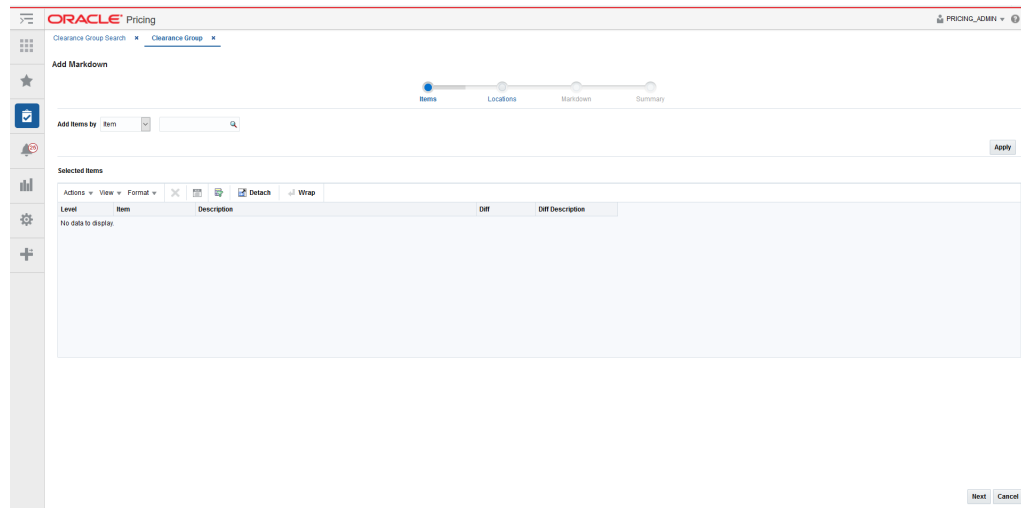 ORACLE® Pricing
PRICING_ADMIN
Clearance Group Search × Clearance Group ×
Add Markdown
Items Locations Markdown Summary
Add Items by Item
25
Apply
Selected Items
Actions View Format Detach Wrap
Level Item Description Diff Diff Description
No data to display.
Next Cancel